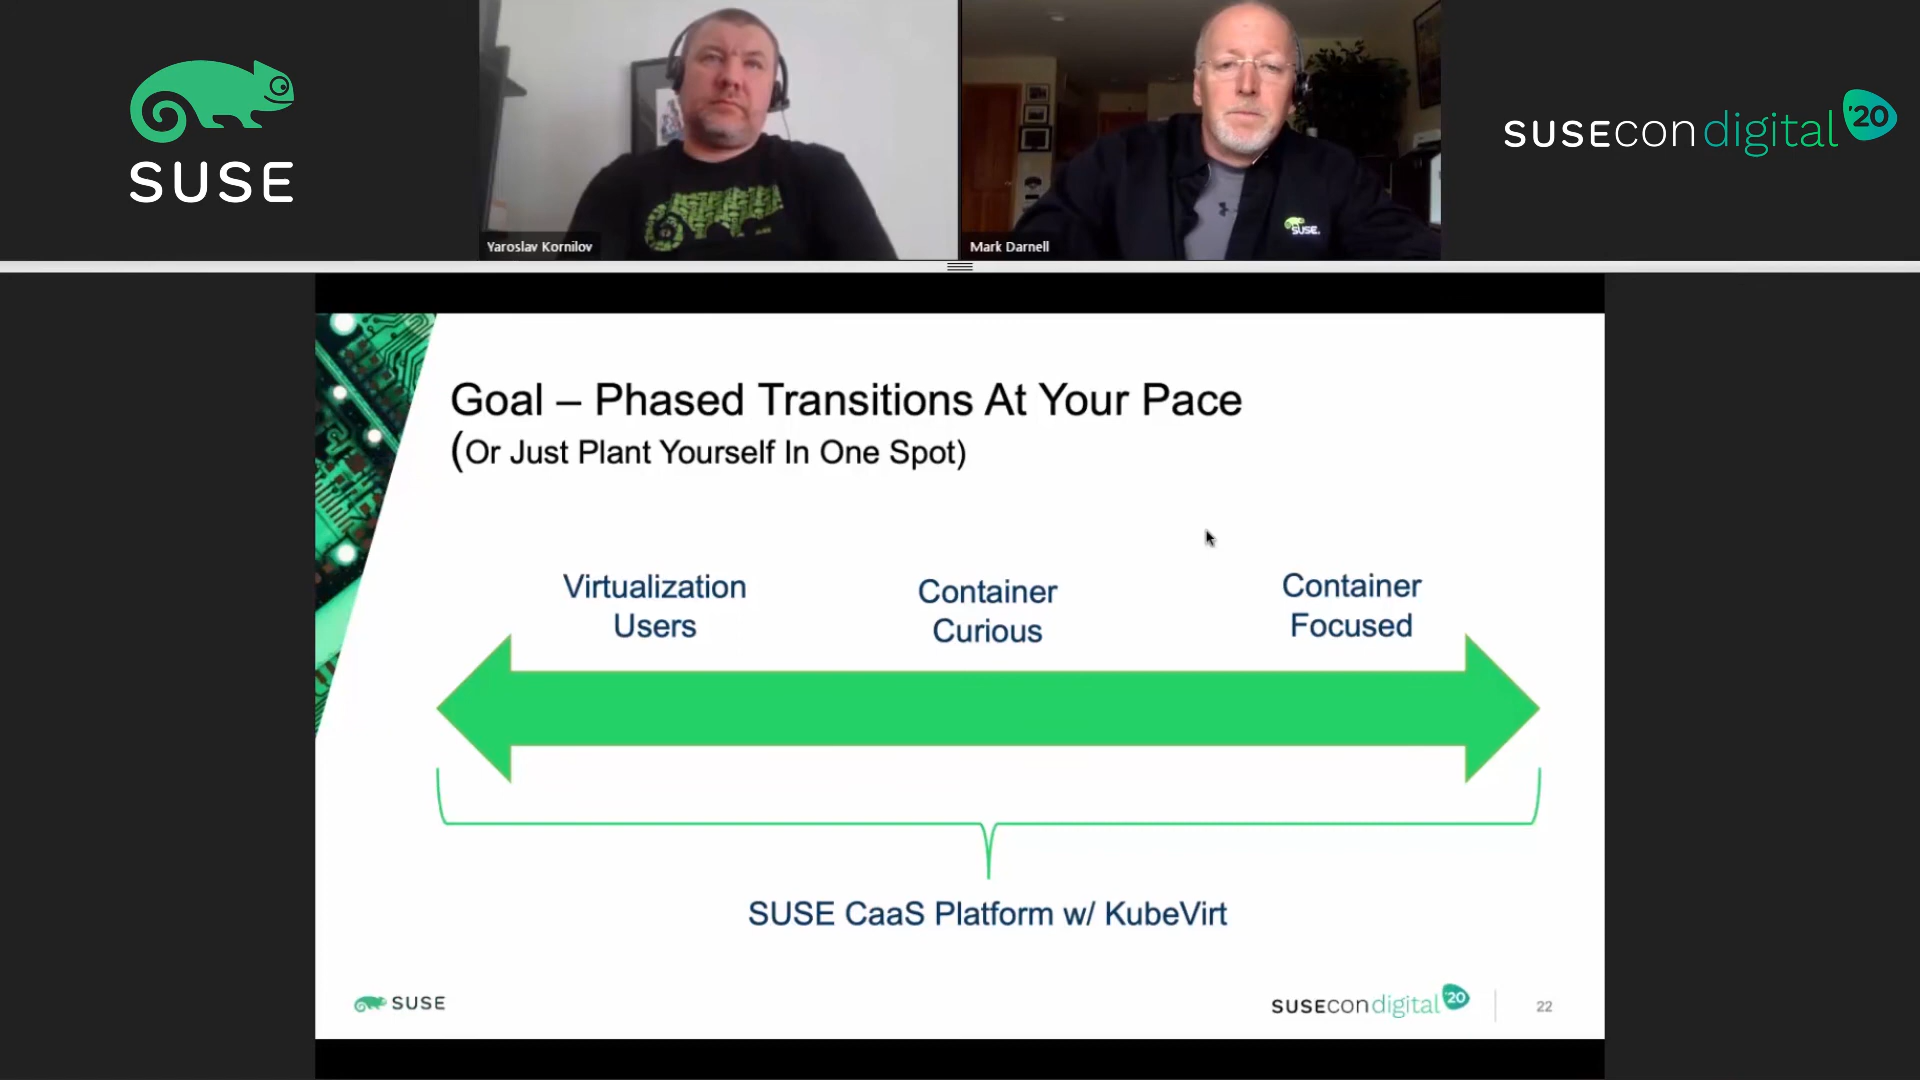 SUSE
Yaroslav Kornilov
Mark Darnell
SUSE.
SUSEcon digital '20
Goal – Phased Transitions At Your Pace
(Or Just Plant Yourself In One Spot)
Virtualization
Users
Container
Curious
Container
Focused
SUSE CaaS Platform w/ KubeVirt
SUSE
SUSEcon digital '20
22